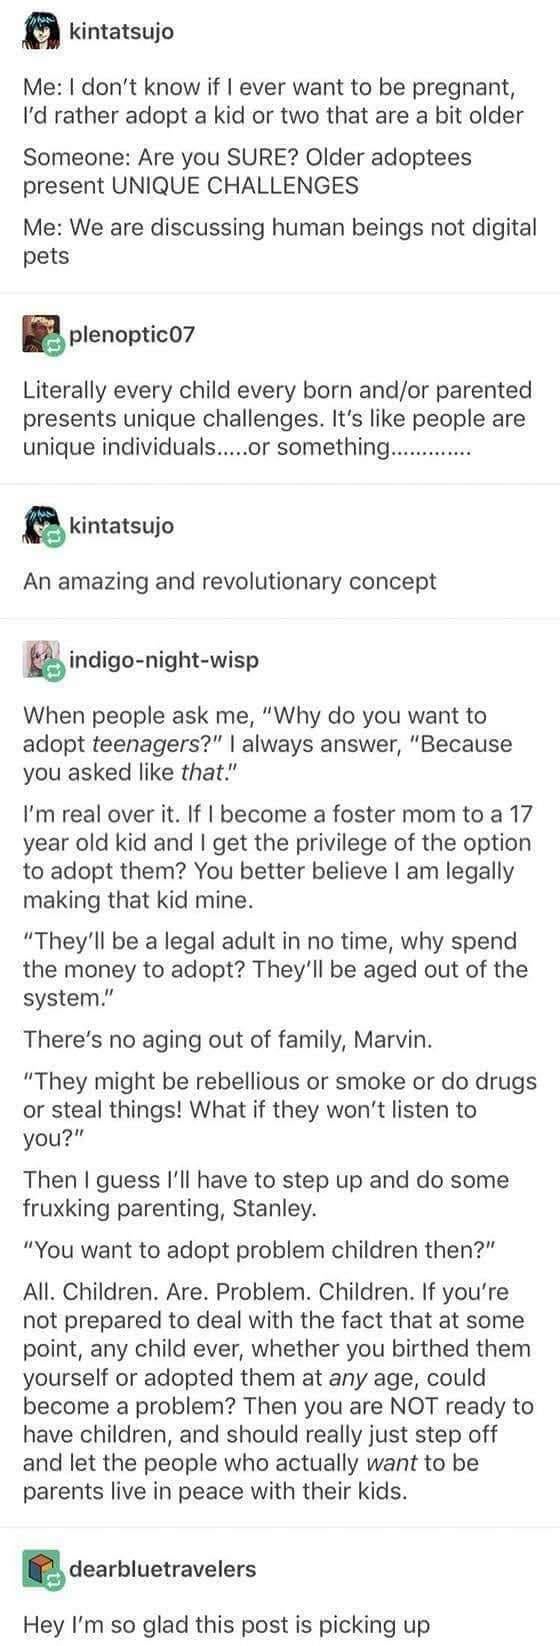 kintatsujo
Me: I don't know if I ever want to be pregnant,
I'd rather adopt a kid or two that are a bit older
Someone: Are you SURE? Older adoptees
present UNIQUE CHALLENGES
Me: We are discussing human beings not digital
pets
plenoptic07
Literally every child every born and/or parented
presents unique challenges. It's like people are
unique individuals.....or something.............
kintatsujo
An amazing and revolutionary concept
indigo-night-wisp
When people ask me, "Why do you want to
adopt teenagers?" I always answer, "Because
you asked like that."
I'm real over it. If I become a foster mom to a 17
year old kid and I get the privilege of the option
to adopt them? You better believe I am legally
making that kid mine.
"They'll be a legal adult in no time, why spend
the money to adopt? They'll be aged out of the
system."
There's no aging out of family, Marvin.
"They might be rebellious or smoke or do drugs
or steal things! What if they won't listen to
you?"
Then I guess I'll have to step up and do some
fruxking parenting, Stanley.
"You want to adopt problem children then?"
All. Children. Are. Problem. Children. If you're
not prepared to deal with the fact that at some
point, any child ever, whether you birthed them
yourself or adopted them at any age, could
become a problem? Then you are NOT ready to
have children, and should really just step off
and let the people who actually want to be
parents live in peace with their kids.
dearbluetravelers
Hey I'm so glad this post is picking up